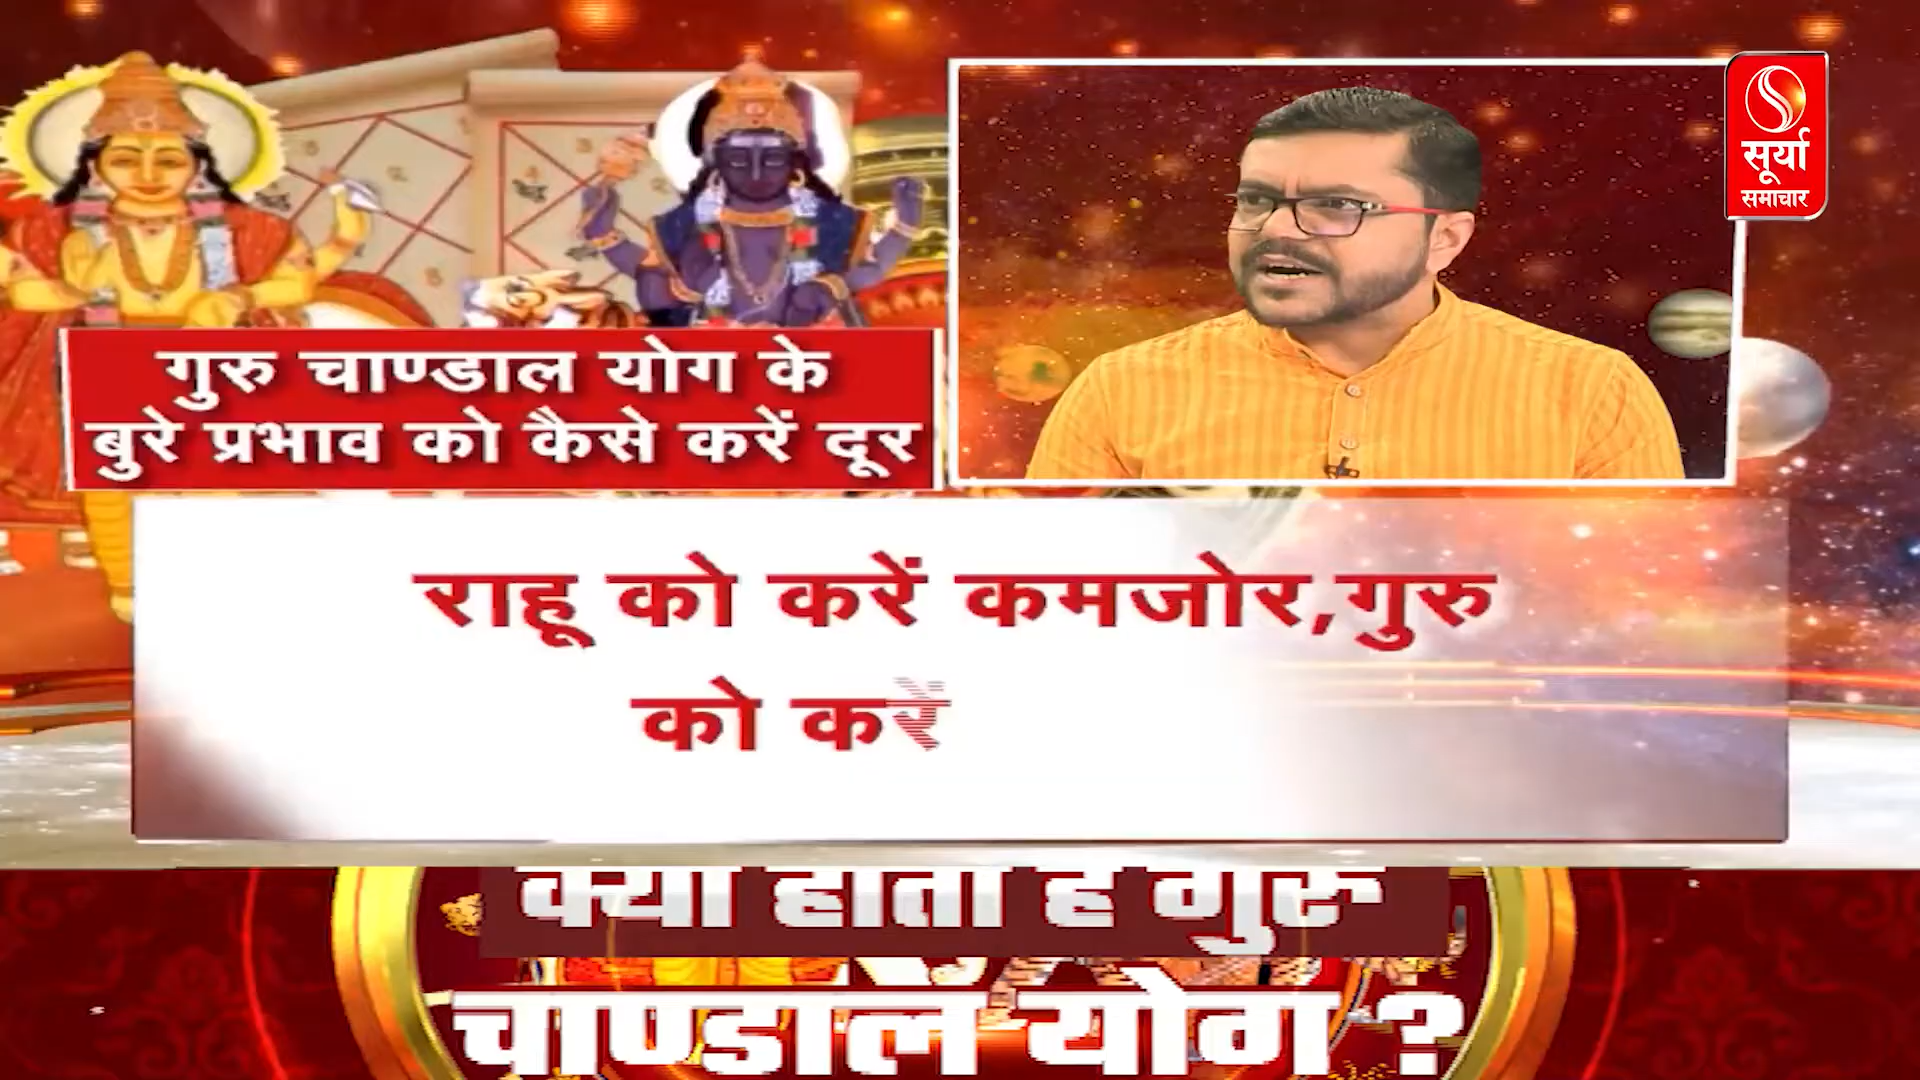 सूर्या
समाचार
गुरु चाण्डाल योग के
बुरे प्रभाव को कैसे करें दूर
राहू को करें कमजोर,गुरु
को करें
क्या होता है गुरु
चाण्डाल योग ?